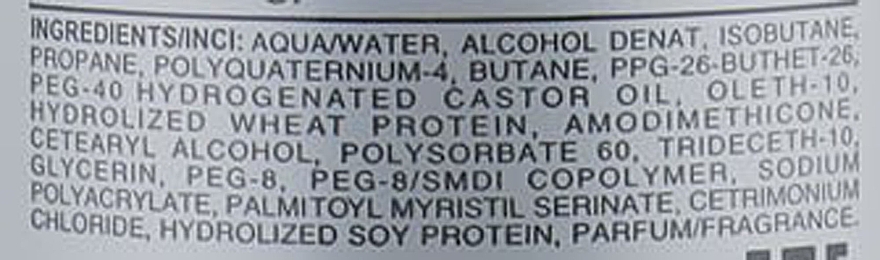 INGREDIENTS/INCI: AQUA/WATER, ALCOHOL DENAT, ISOBUTANE,
PROPANE, POLYQUATERNIUM-4, BUTANE, PPG-26-BUTHET-26,
PEG-40 HYDROGENATED CASTOR OIL, OLETH-10,
HYDROLIZED WHEAT PROTEIN, AMODIMETHICONE,
CETEARYL ALCOHOL, POLYSORBATE 60, TRIDECETH-10,
GLYCERIN, PEG-8, PEG-8/SMDI COPOLYMER, SODIUM
POLYACRYLATE, PALMITOYL MYRISTIL SERINATE, CETRIMONIUM
CHLORIDE, HYDROLIZED SOY PROTEIN, PARFUM/FRAGRANCE.